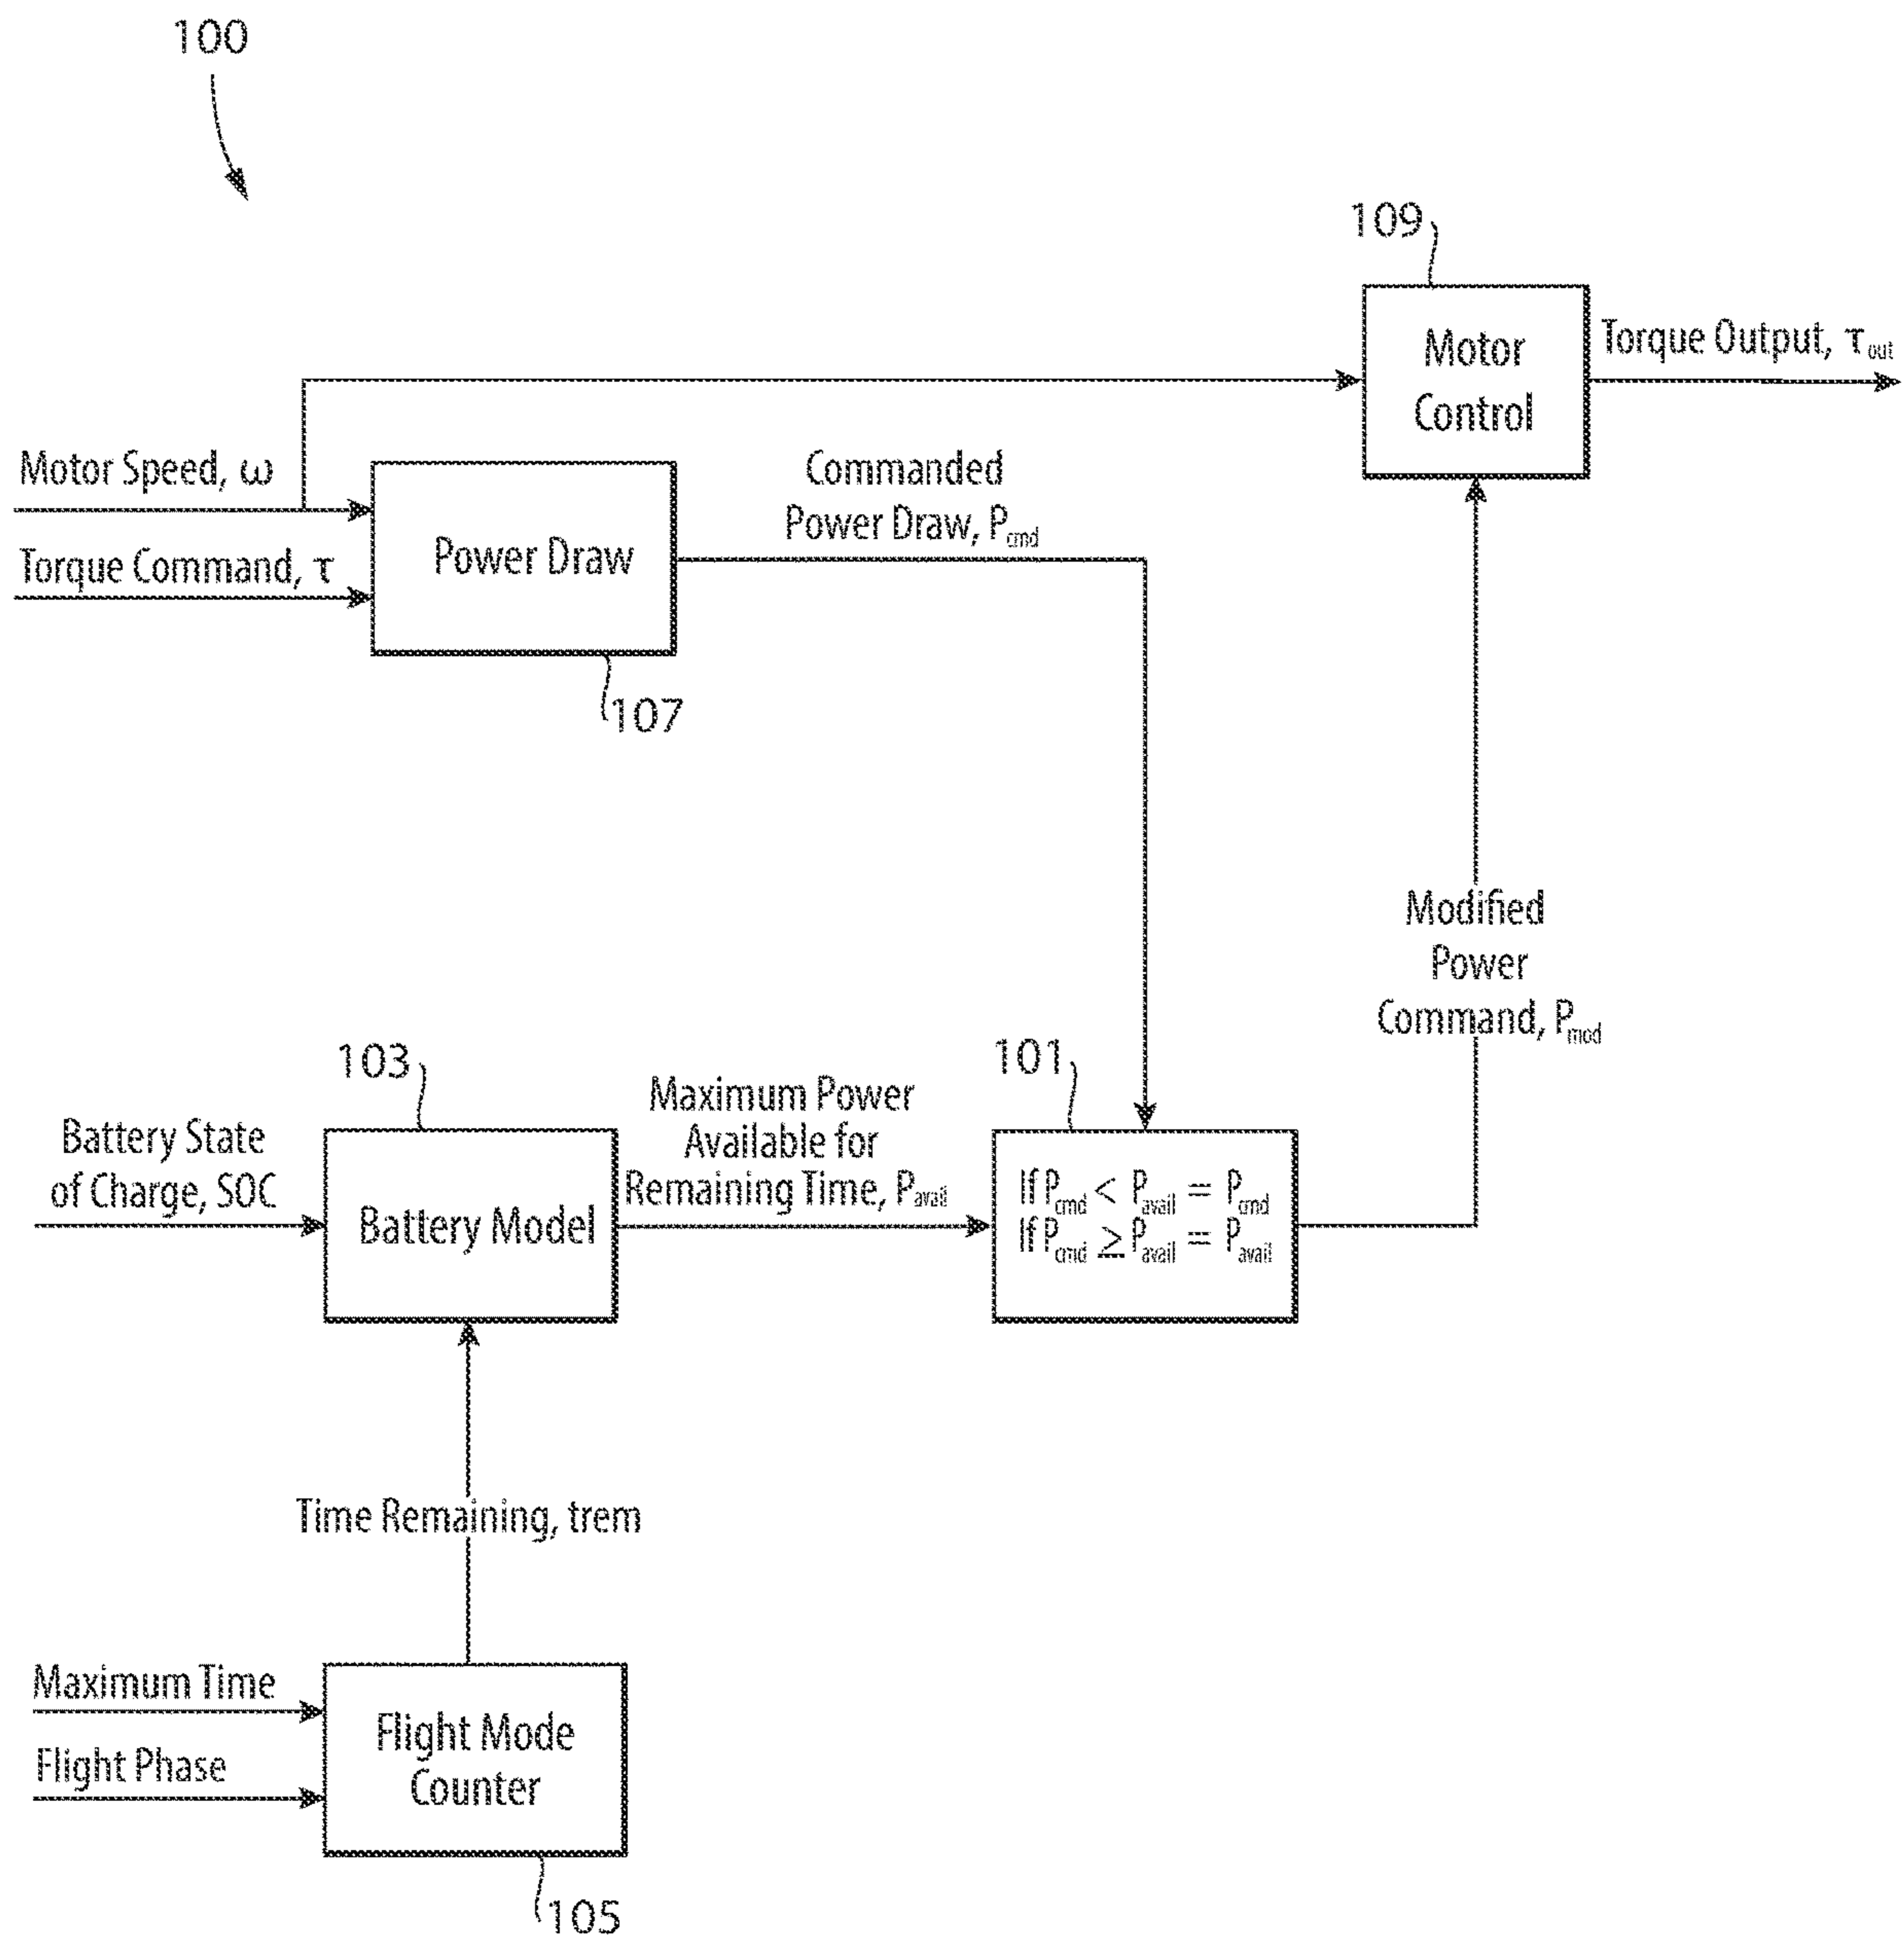 100
109
Motor
Control
Torque Output, τout
Motor Speed, ω
Torque Command, τ
Power Draw
107
Commanded
Power Draw, Pcmd
Modified
Power
Command, Pmod
103
Battery State
of Charge, SOC
Battery Model
Maximum Power
Available for
Remaining Time, Pavail
101
If Pcmd < Pavail = Pcmd
If Pcmd ≥ Pavail = Pavail
Time Remaining, trem
Maximum Time
Flight Phase
Flight Mode
Counter
105